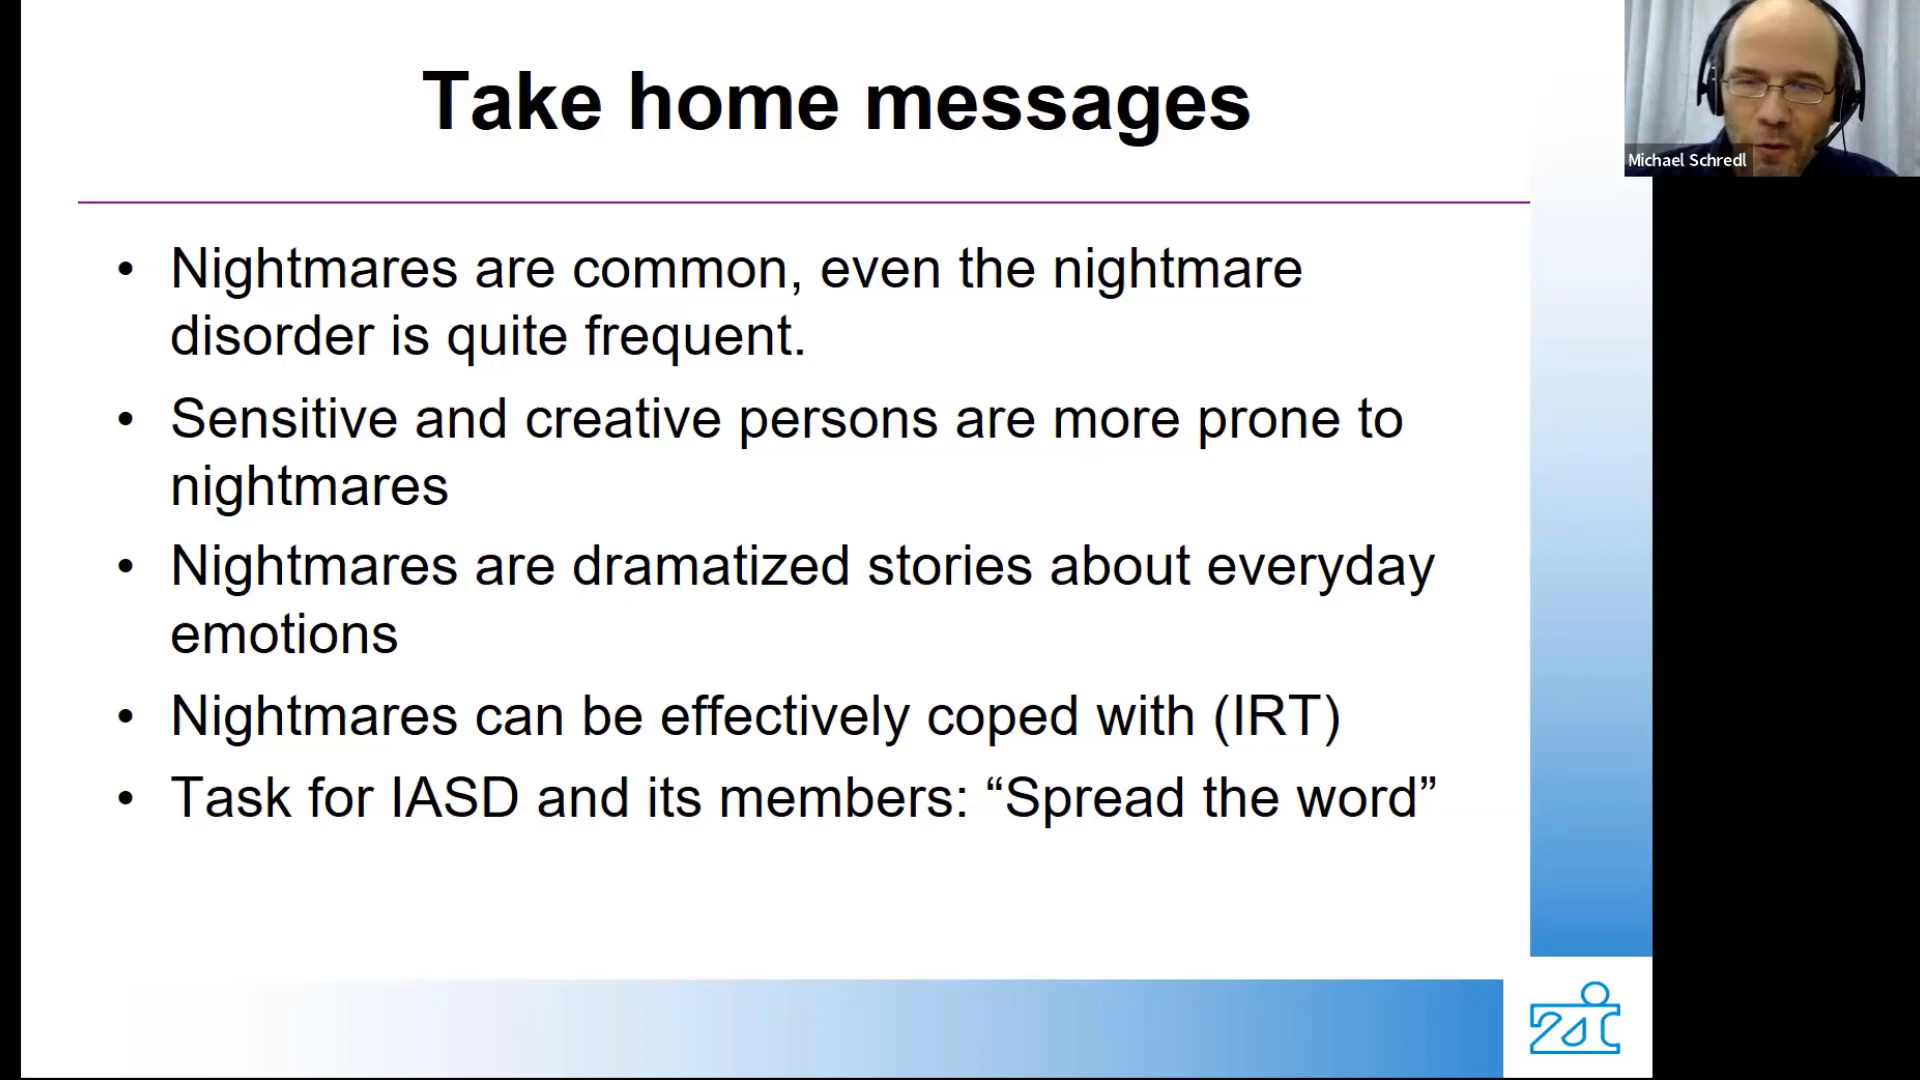 Take home messages
Michael Schredl
• Nightmares are common, even the nightmare
disorder is quite frequent.
• Sensitive and creative persons are more prone to
nightmares
• Nightmares are dramatized stories about everyday
emotions
• Nightmares can be effectively coped with (IRT)
• Task for IASD and its members: “Spread the word”
zi